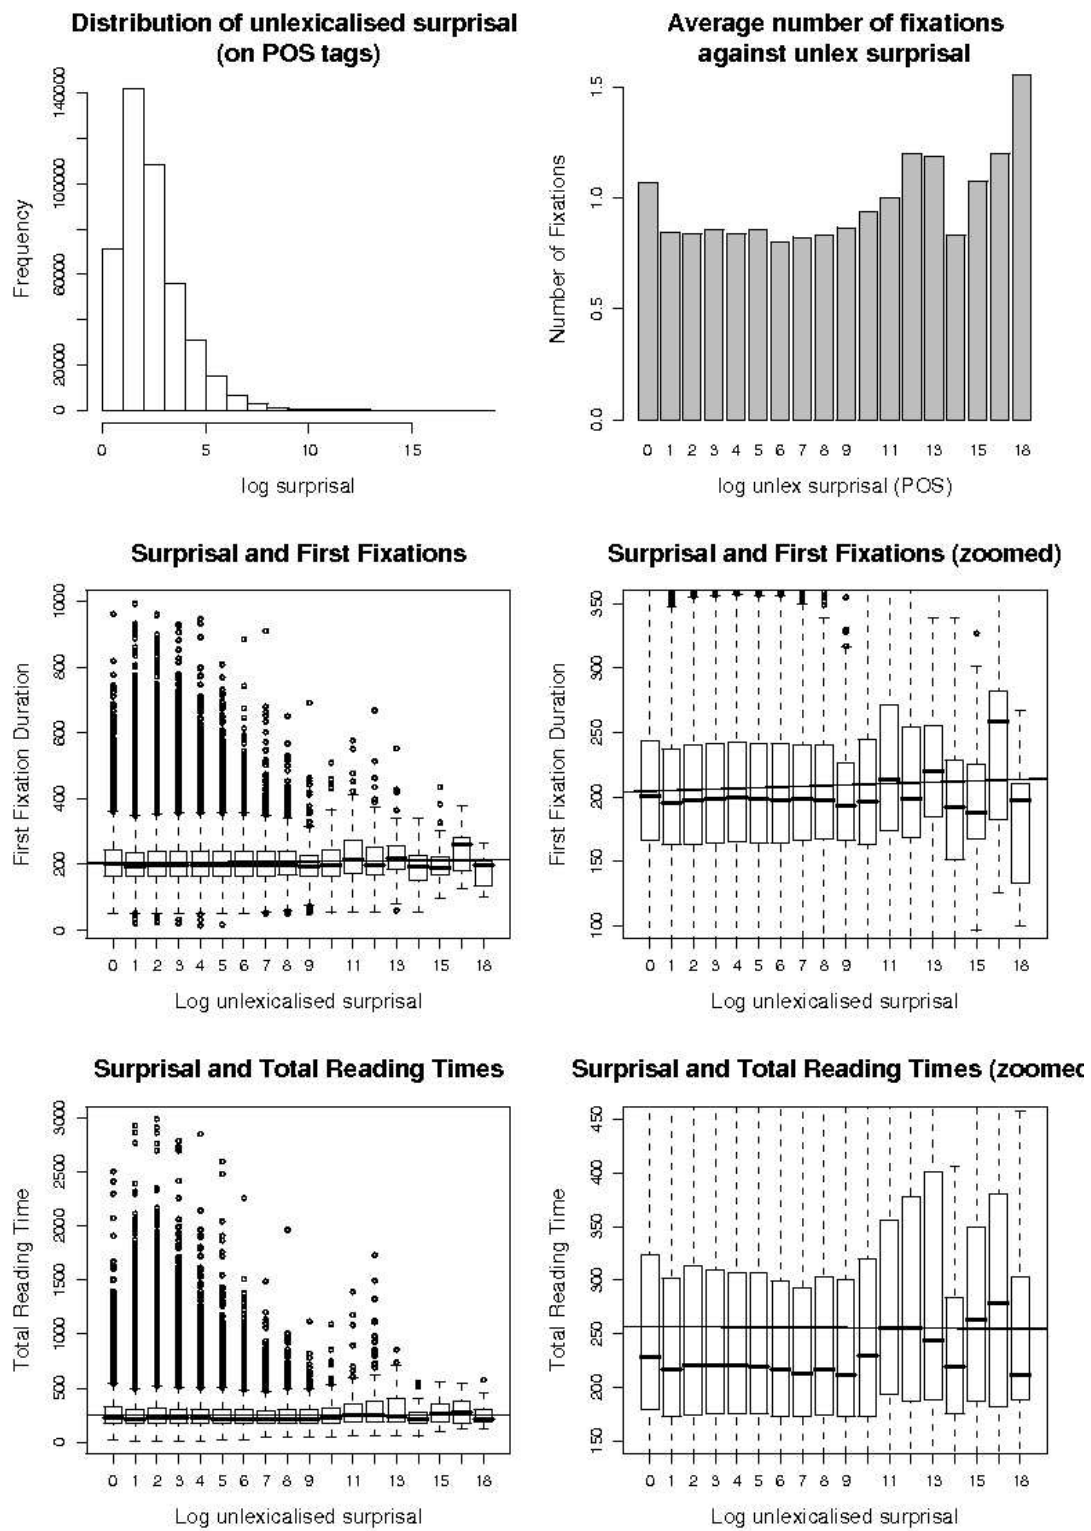 Distribution of unlexicalised surprisal
(on POS tags)
Frequency
0 20000 60000 100000 140000
0 5 10 15
log surprisal
Average number of fixations
against unlex surprisal
Number of Fixations
0.0 0.5 1.0 1.5
0 1 2 3 4 5 6 7 8 9 11 13 15 18
log unlex surprisal (POS)
Surprisal and First Fixations
First Fixation Duration
0 200 400 600 800 1000
0 1 2 3 4 5 6 7 8 9 11 13 15 18
Log unlexicalised surprisal
Surprisal and First Fixations (zoomed)
First Fixation Duration
100 150 200 250 300 350
0 1 2 3 4 5 6 7 8 9 11 13 15 18
Log unlexicalised surprisal
Surprisal and Total Reading Times
Total Reading Time
0 500 1000 1500 2000 2500 3000
0 1 2 3 4 5 6 7 8 9 11 13 15 18
Log unlexicalised surprisal
Surprisal and Total Reading Times (zoomed
Total Reading Time
150 200 250 300 350 400 450
0 1 2 3 4 5 6 7 8 9 11 13 15 18
Log unlexicalised surprisal